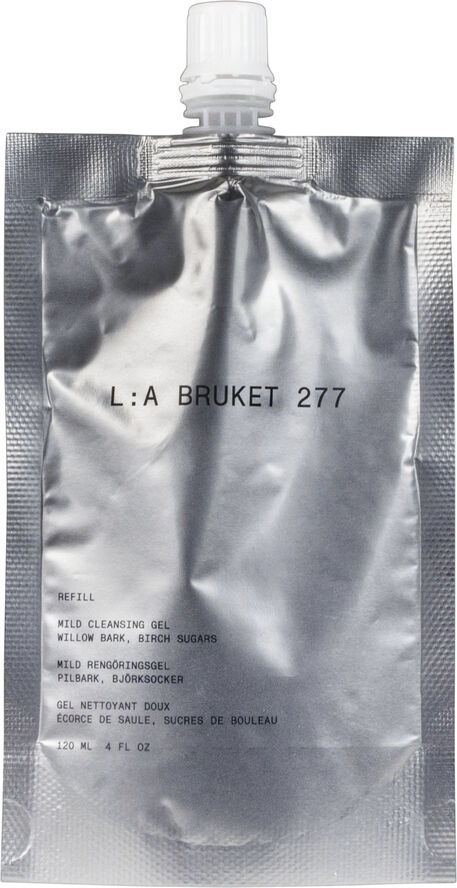 L:A BRUKET 277
REFILL
MILD CLEANSING GEL
WILLOW BARK, BIRCH SUGARS
MILD RENGÖRINGSGEL
PILBARK, BJÖRKSOCKER
GEL NETTOYANT DOUX
ÉCORCE DE SAULE, SUCRES DE BOULEAU
120 ML 4 FL OZ